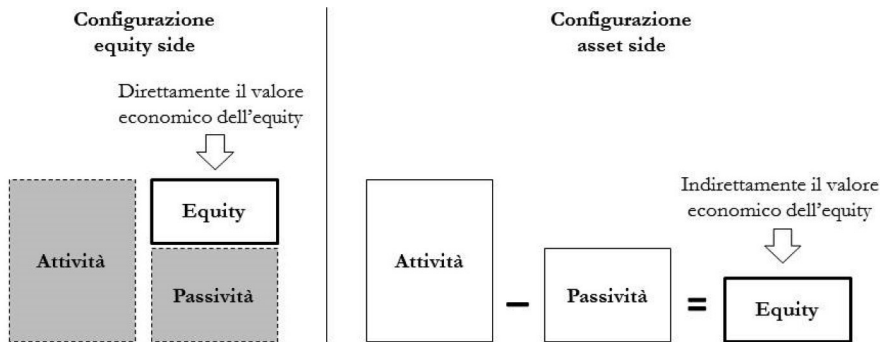 Configurazione
equity side
Direttamente il valore
economico dell'equity
Equity
Attività
Passività
Configurazione
asset side
Indirettamente il valore
economico dell'equity
Attività
–
Passività
=
Equity